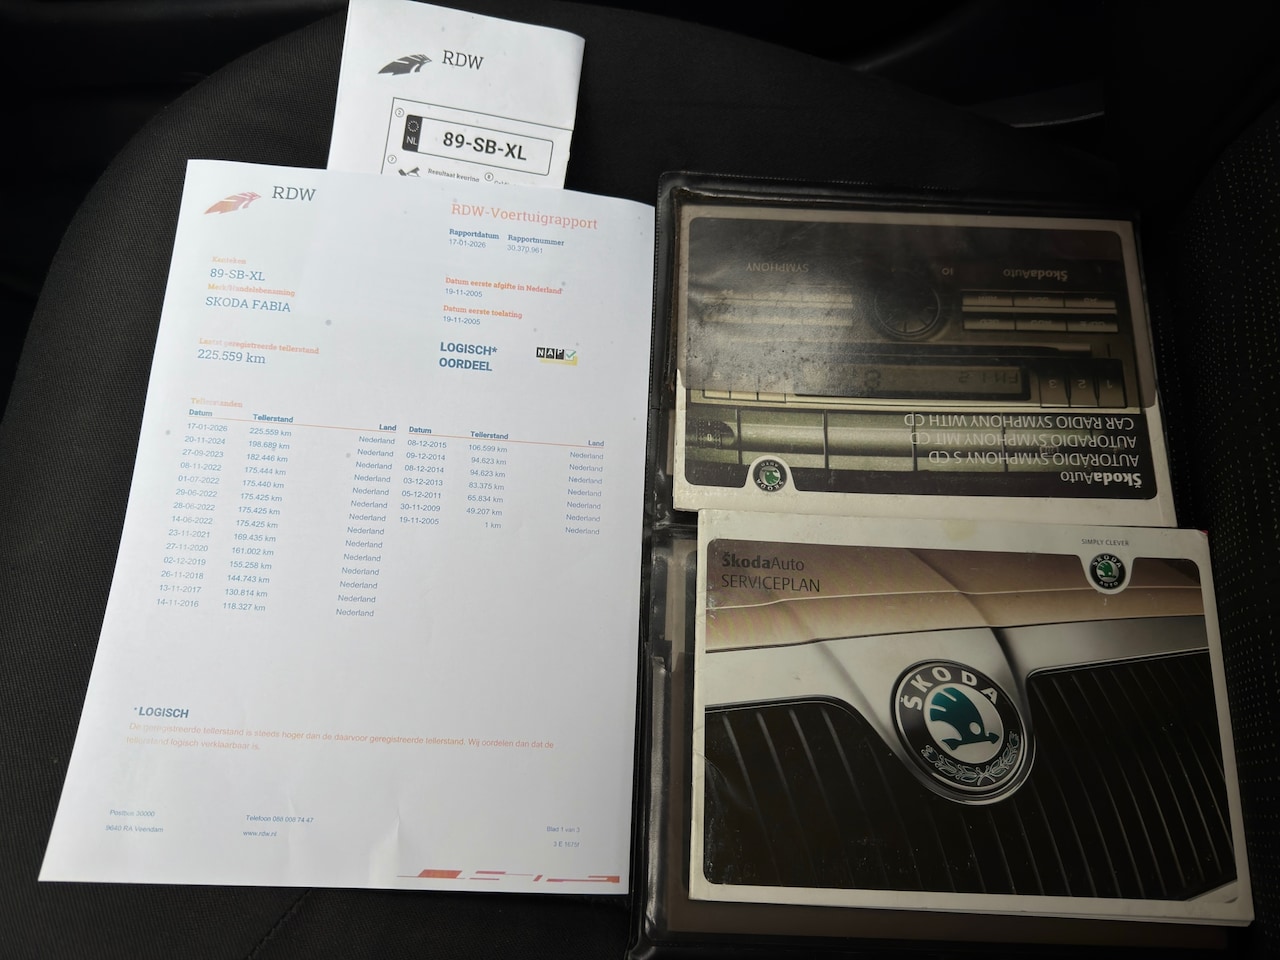 RDW
NL 89-SB-XL
Resultaat keuring
RDW
RDW-Voertuigrapport
Rapportdatum Rapportnummer
17-01-2026 30.370.961
Kenteken
89-SB-XL
Merk/Handelsbenaming
SKODA FABIA
Datum eerste afgifte in Nederland
19-11-2005
Datum eerste toelating
19-11-2005
Laatst geregistreerde tellerstand
225.559 km
LOGISCH*
OORDEEL
NAP
Tellerstanden
Datum Tellerstand Land Datum Tellerstand Land
17-01-2026 225.559 km Nederland 08-12-2015 106.599 km Nederland
20-11-2024 198.689 km Nederland 09-12-2014 94.623 km Nederland
27-09-2023 182.446 km Nederland 08-12-2014 94.623 km Nederland
08-11-2022 175.444 km Nederland 03-12-2013 83.375 km Nederland
01-07-2022 175.440 km Nederland 05-12-2011 65.834 km Nederland
29-06-2022 175.425 km Nederland 30-11-2009 49.207 km Nederland
28-06-2022 175.425 km Nederland 19-11-2005 1 km Nederland
14-06-2022 175.425 km Nederland
23-11-2021 169.435 km Nederland
27-11-2020 161.002 km Nederland
02-12-2019 155.258 km Nederland
26-11-2018 144.743 km Nederland
13-11-2017 130.814 km Nederland
14-11-2016 118.327 km Nederland
* LOGISCH
De geregistreerde tellerstand is steeds hoger dan de daarvoor geregistreerde tellerstand. Wij oordelen dan dat de
tellerstand logisch verklaarbaar is.
Postbus 30000
9640 RA Veendam
Telefoon 088 008 74 47
www.rdw.nl
Blad 1 van 3
3 E 1675f
ŠkodaAuto
AUTORADIO SYMPHONY S CD
AUTORADIO SYMPHONY MIT CD
CAR RADIO SYMPHONY WITH CD
ŠkodaAuto
SYMPHONY
1 2 3
SIMPLY CLEVER
ŠkodaAuto
SERVICEPLAN
ŠKODA
AUTO
ŠKODA